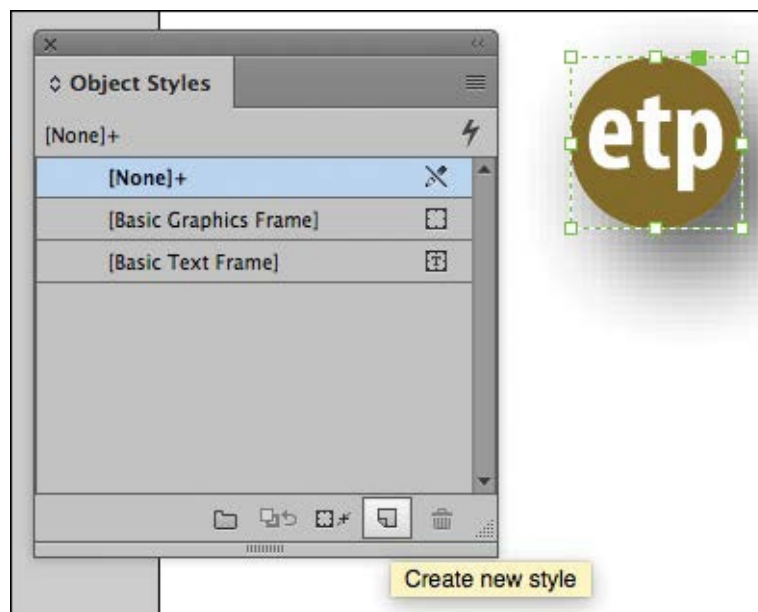 Object Styles
[None]+
[None]+
[Basic Graphics Frame]
[Basic Text Frame]
T
etp
Create new style